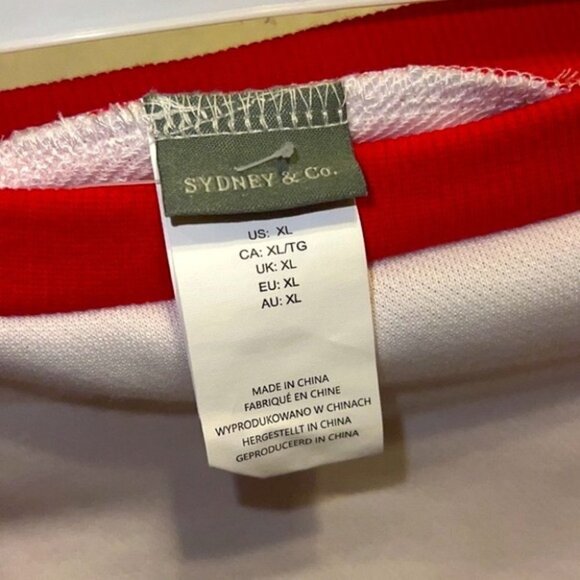 SYDNEY & Co.
US: XL
CA: XL/TG
UK: XL
EU: XL
AU: XL
MADE IN CHINA
FABRIQUÉ EN CHINE
WYPRODUKOWANO W CHINACH
HERGESTELLT IN CHINA
GEPRODUCEERD IN CHINA